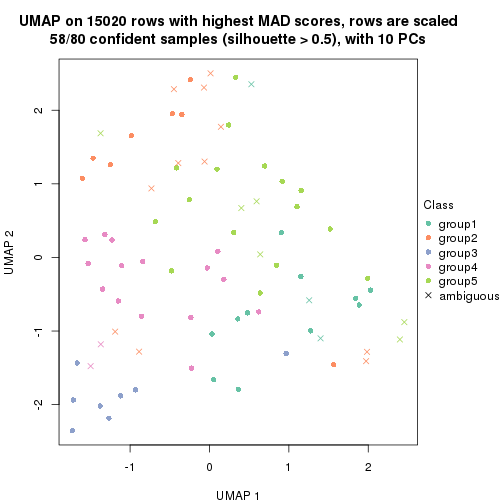 UMAP on 15020 rows with highest MAD scores, rows are scaled
58/80 confident samples (silhouette > 0.5), with 10 PCs
2
1
0
-1
-2
UMAP 2
-1
0
1
2
UMAP 1
Class
group1
group2
group3
group4
group5
ambiguous